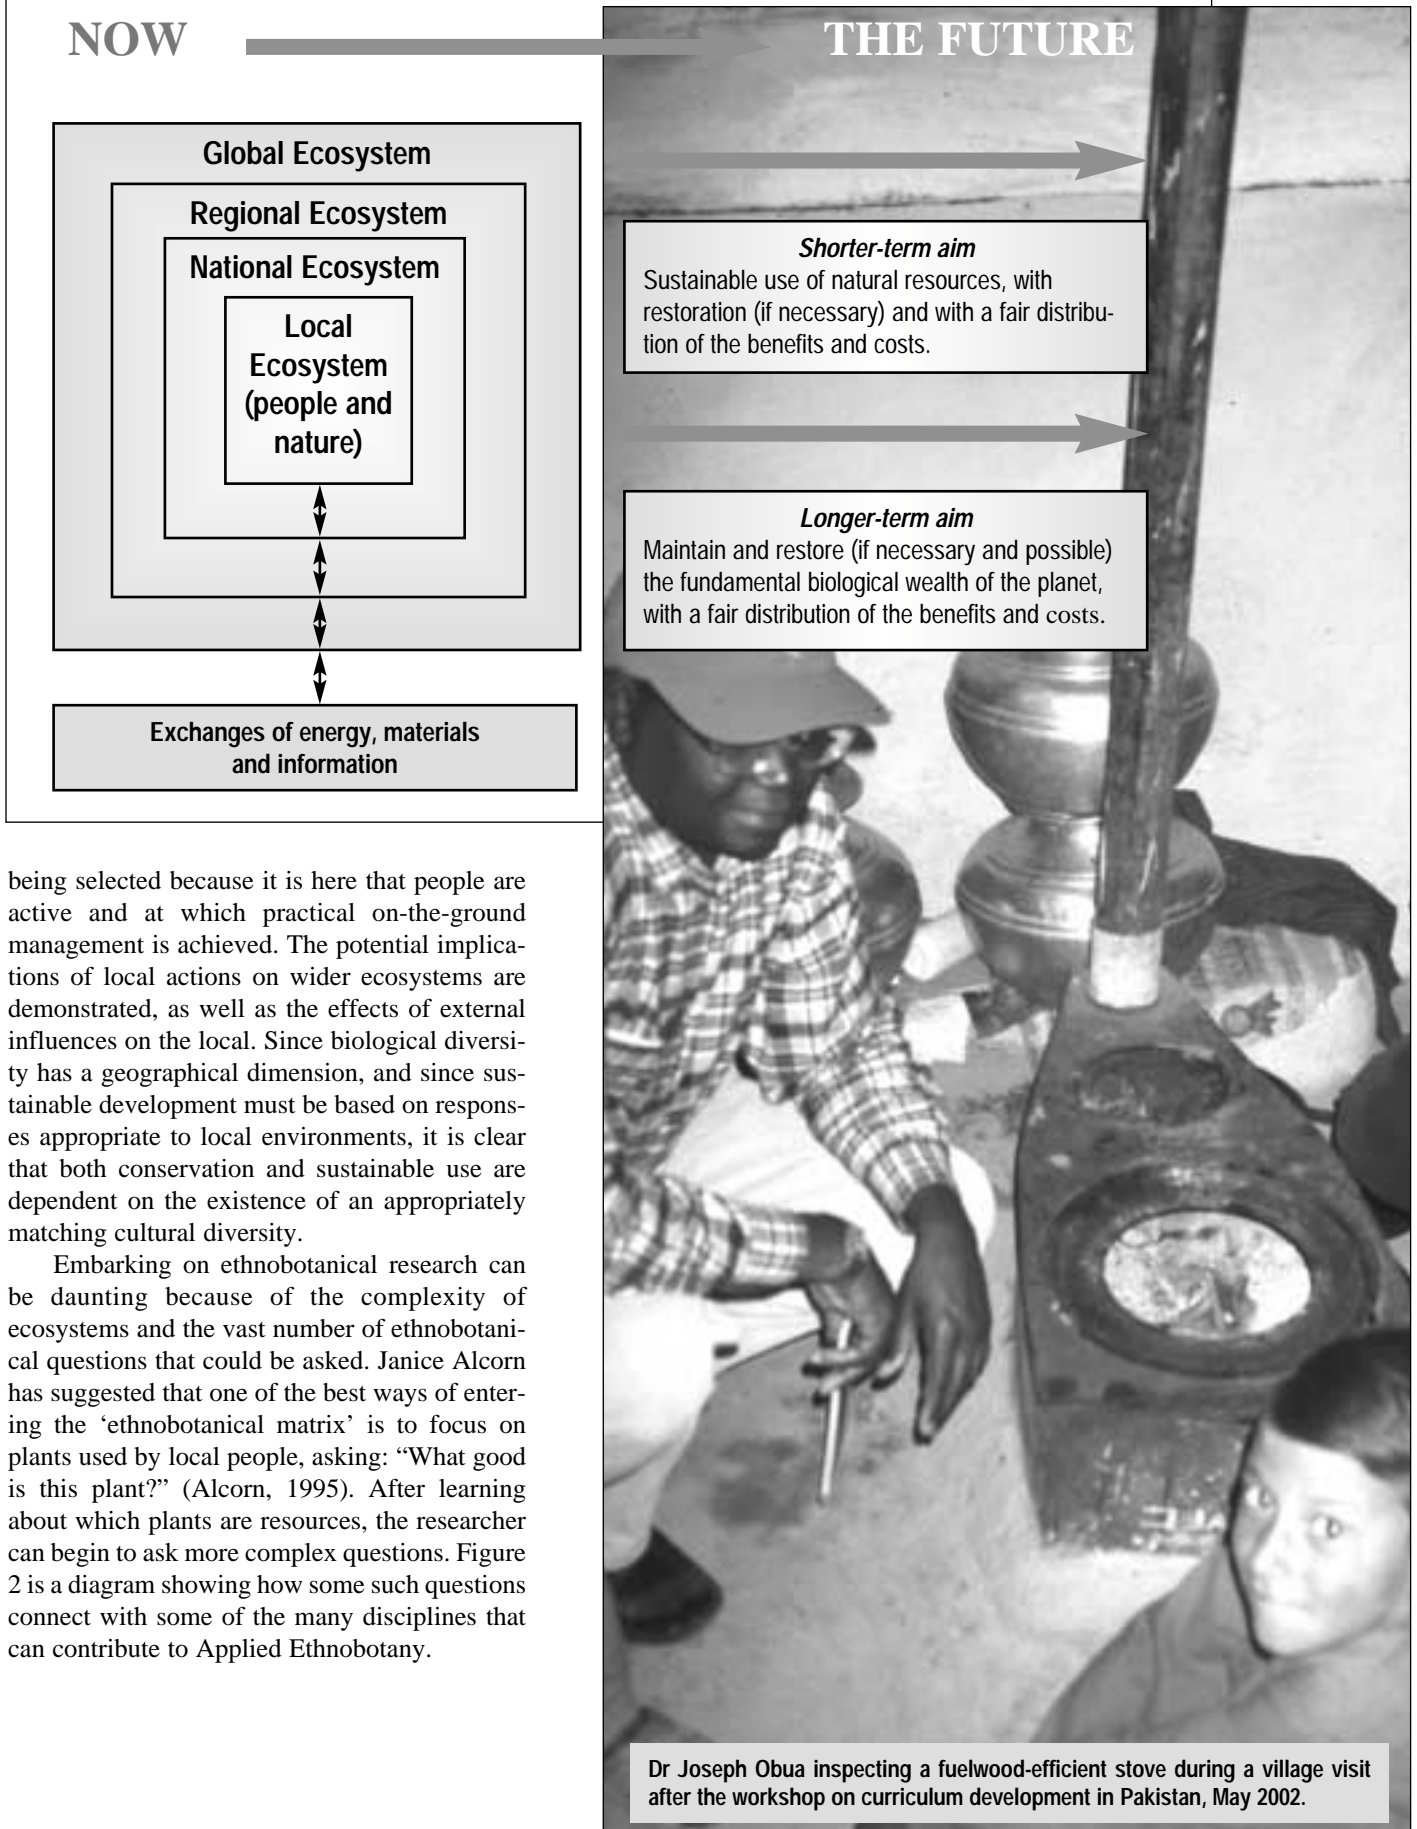 NOW
THE FUTURE
Global Ecosystem
Regional Ecosystem
National Ecosystem
Local
Ecosystem
(people and
nature)
Exchanges of energy, materials
and information
Shorter-term aim
Sustainable use of natural resources, with
restoration (if necessary) and with a fair distribu-
tion of the benefits and costs.
Longer-term aim
Maintain and restore (if necessary and possible)
the fundamental biological wealth of the planet,
with a fair distribution of the benefits and costs.
being selected because it is here that people are
active and at which practical on-the-ground
management is achieved. The potential implica-
tions of local actions on wider ecosystems are
demonstrated, as well as the effects of external
influences on the local. Since biological diversi-
ty has a geographical dimension, and since sus-
tainable development must be based on respons-
es appropriate to local environments, it is clear
that both conservation and sustainable use are
dependent on the existence of an appropriately
matching cultural diversity.
Embarking on ethnobotanical research can
be daunting because of the complexity of
ecosystems and the vast number of ethnobotani-
cal questions that could be asked. Janice Alcorn
has suggested that one of the best ways of enter-
ing the ‘ethnobotanical matrix’ is to focus on
plants used by local people, asking: “What good
is this plant?” (Alcorn, 1995). After learning
about which plants are resources, the researcher
can begin to ask more complex questions. Figure
2 is a diagram showing how some such questions
connect with some of the many disciplines that
can contribute to Applied Ethnobotany.
Dr Joseph Obua inspecting a fuelwood-efficient stove during a village visit
after the workshop on curriculum development in Pakistan, May 2002.